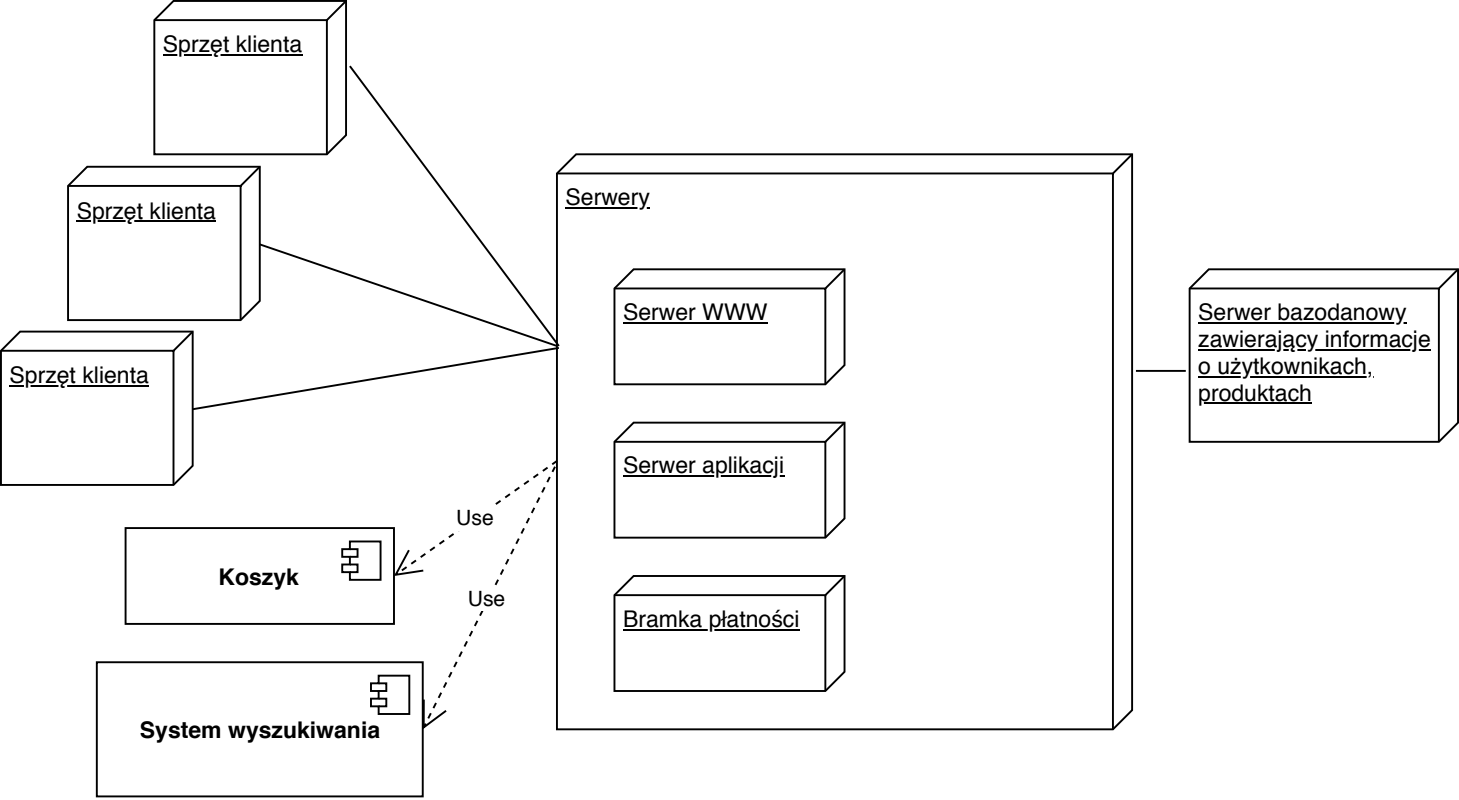 Sprzęt klienta
Sprzęt klienta
Sprzęt klienta
Serwery
Serwer WWW
Serwer aplikacji
Bramka płatności
Serwer bazodanowy
zawierający informacje
o użytkownikach,
produktach
Use
Use
Koszyk
System wyszukiwania